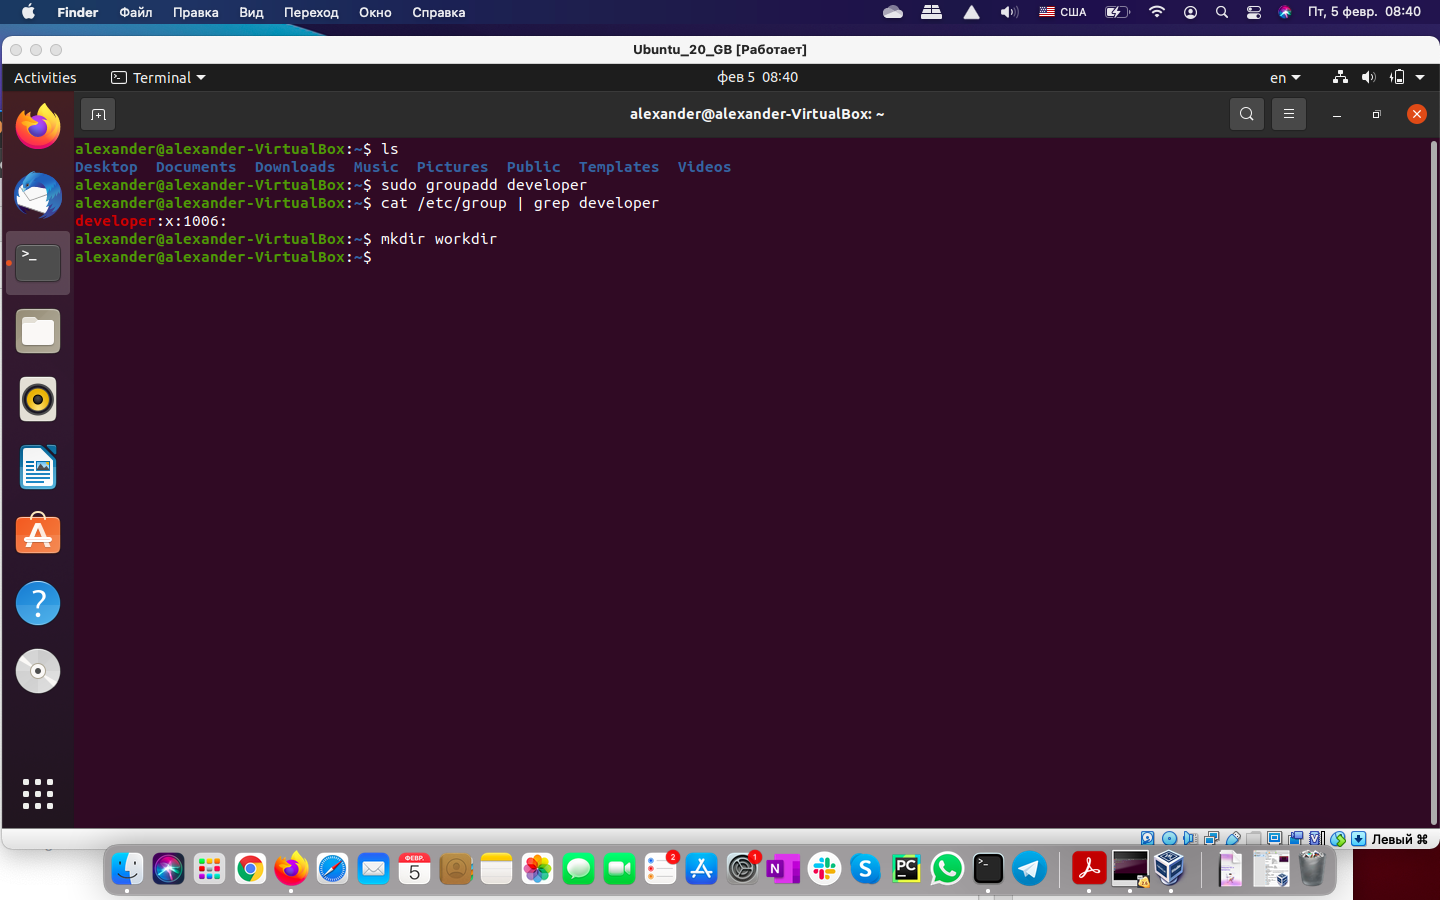 Finder Файл Правка Вид Переход Окно Справка США Пт, 5 февр. 08:40
Ubuntu_20_GB [Работает]
Activities Terminal фев 5 08:40 en
alexander@alexander-VirtualBox: ~
alexander@alexander-VirtualBox:~$ ls
Desktop Documents Downloads Music Pictures Public Templates Videos
alexander@alexander-VirtualBox:~$ sudo groupadd developer
alexander@alexander-VirtualBox:~$ cat /etc/group | grep developer
developer:x:1006:
alexander@alexander-VirtualBox:~$ mkdir workdir
alexander@alexander-VirtualBox:~$
Левый ⌘
ФЕВР.
5
2
1
N
S
PC